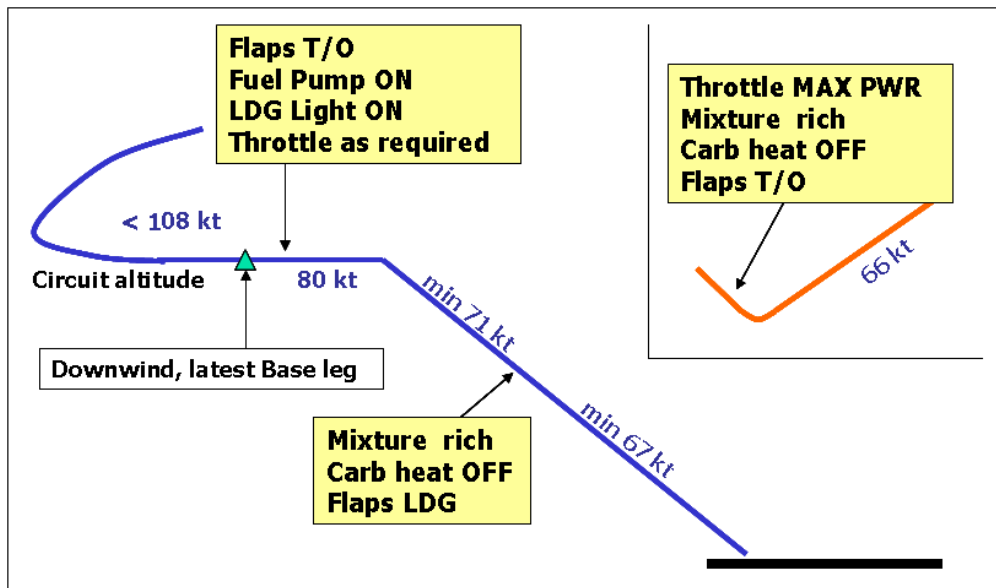 Flaps T/O
Fuel Pump ON
LDG Light ON
Throttle as required
< 108 kt
Circuit altitude
80 kt
Downwind, latest Base leg
min 71 kt
Mixture rich
Carb heat OFF
Flaps LDG
min 67 kt
Throttle MAX PWR
Mixture rich
Carb heat OFF
Flaps T/O
66 kt